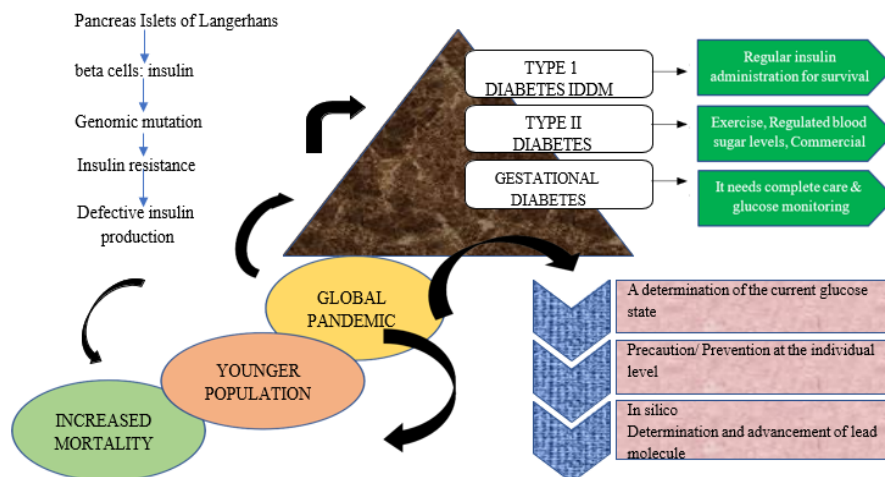 Pancreas Islets of Langerhans
beta cells: insulin
Genomic mutation
Insulin resistance
Defective insulin
production
TYPE 1
DIABETES IDDM
TYPE II
DIABETES
GESTATIONAL
DIABETES
Regular insulin
administration for survival
Exercise, Regulated blood
sugar levels, Commercial
It needs complete care &
glucose monitoring
GLOBAL
PANDEMIC
YOUNGER
POPULATION
INCREASED
MORTALITY
A determination of the current glucose
state
Precaution/ Prevention at the individual
level
In silico
Determination and advancement of lead
molecule